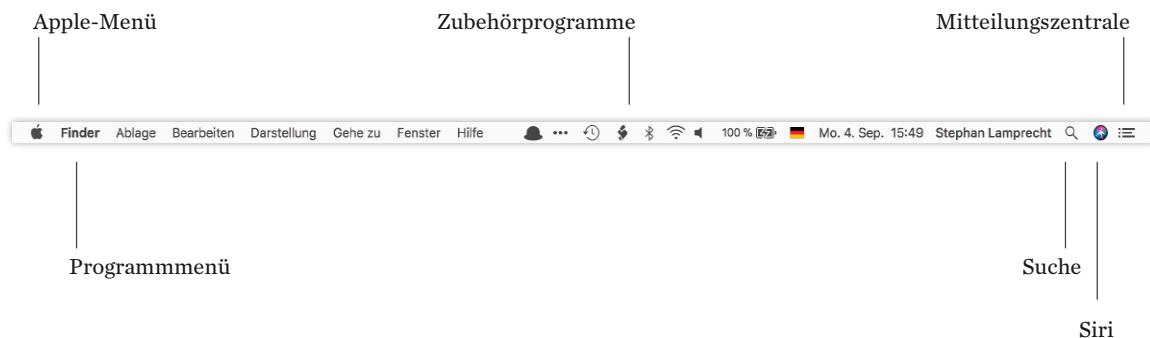 Apple-Menü Zubehörprogramme Mitteilungszentrale
Finder Ablage Bearbeiten Darstellung Gehe zu Fenster Hilfe 100 % Mo. 4. Sep. 15:49 Stephan Lamprecht
Programmmenü Suche
Siri